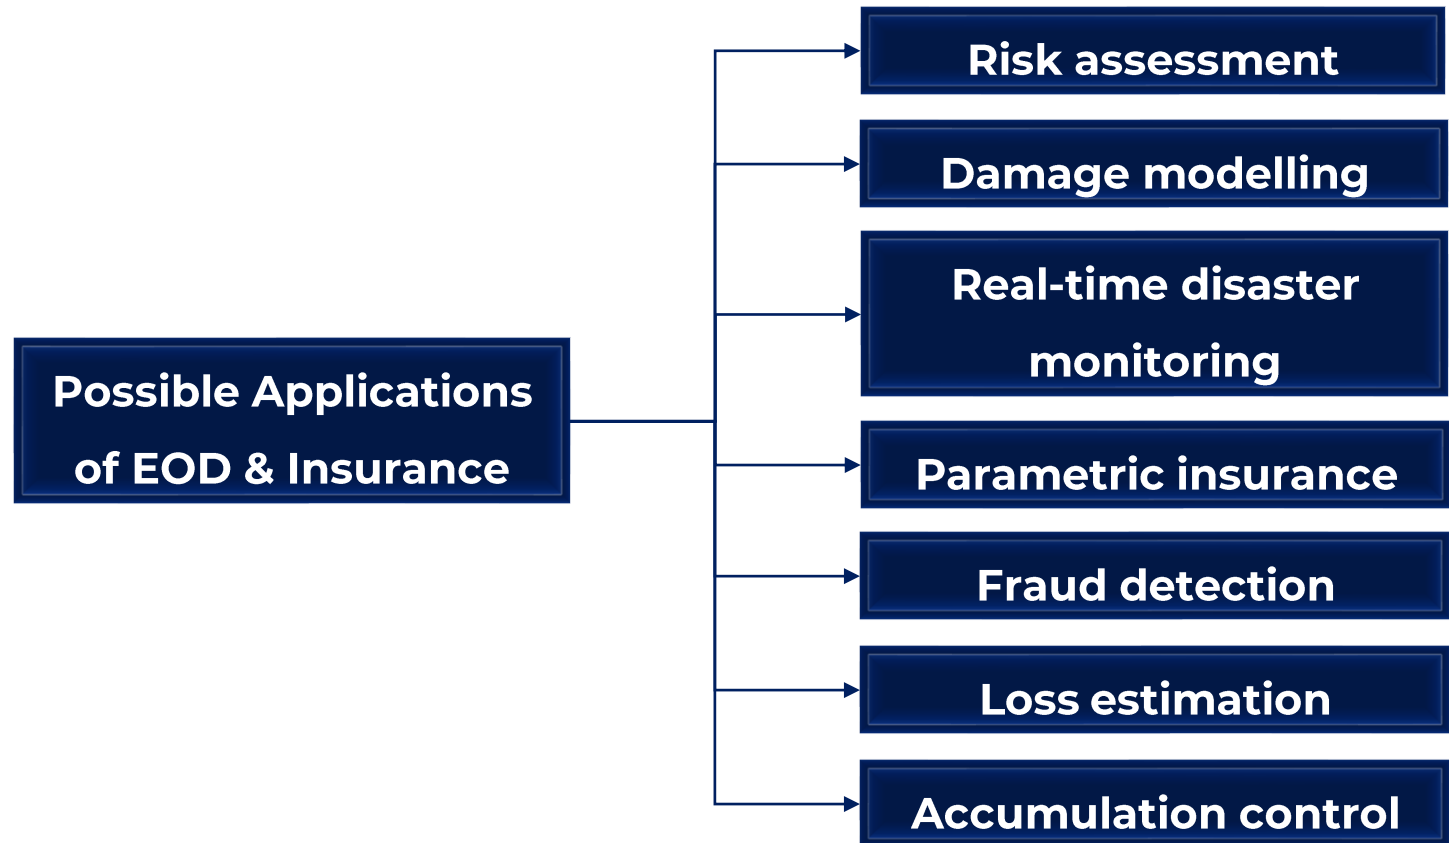 Possible Applications
of EOD & Insurance
Risk assessment
Damage modelling
Real-time disaster
monitoring
Parametric insurance
Fraud detection
Loss estimation
Accumulation control